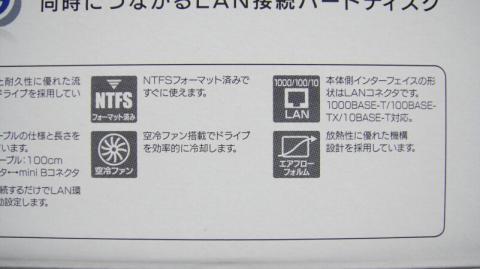 同時につながるLAN接続ハードディスク
と耐久性に優れた流
ドライブを採用してい
ーブルの仕様と長さを
ています。
ーブル:100cm
タ↔mini Bコネクタ
続するだけでLAN環
動設定します。
NTFS
フォーマット済み
NTFSフォーマット済みで
すぐに使えます。
空冷ファン
空冷ファン搭載でドライブ
を効率的に冷却します。
1000/100/10
LAN
本体側インターフェイスの形
状はLANコネクタです。
1000BASE-T/100BASE-
TX/10BASE-T対応。
エアフロー
フォルム
放熱性に優れた機構
設計を採用しています。